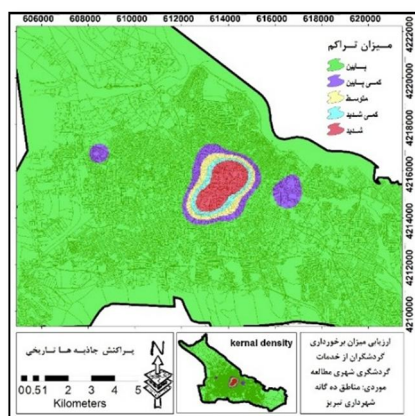 606000 608000 610000 612000 614000 616000 618000 620000
4222000
4220000
4218000
4216000
4214000
4212000
4210000
میزان تراکم
پایین
کمی پایین
متوسط
کمی شدید
شدید
پراکنش جاذبه ها تاریخی
N
0 0.5 1 2 3 4 5
Kilometers
kernal density
ارزیابی میزان برخورداری
گردشگران از خدمات
گردشگری شهری مطالعه
موردی: مناطق ده گانه
شهرداری تبریز